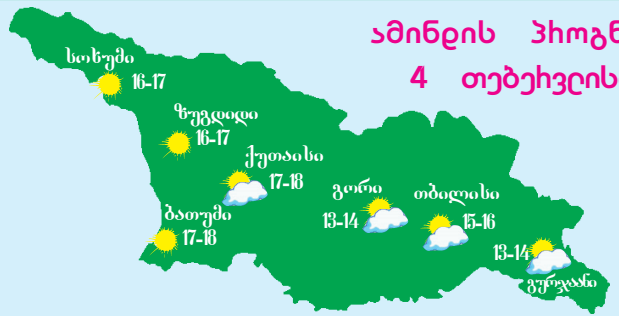 ამინდის პროგნ
4 თებერვლის
სოხუმი
16-17
ზუგდიდი
16-17
ქუთაისი
17-18
გორი
13-14
თბილისი
15-16
ბათუმი
17-18
13-14
გურჯაანი